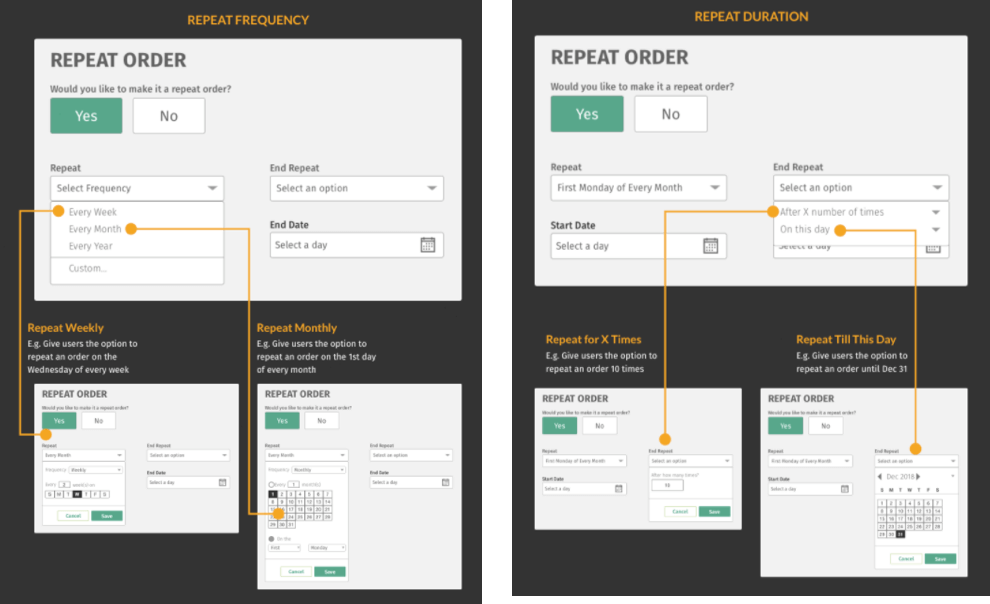 REPEAT FREQUENCY
REPEAT ORDER
Would you like to make it a repeat order?
Yes No
Repeat End Repeat
Select Frequency Select an option
Every Week
Every Month End Date
Every Year Select a day
Custom...
Repeat Weekly
E.g. Give users the option to
repeat an order on the
Wednesday of every week
Repeat Monthly
E.g. Give users the option to
repeat an order on the 1st day
of every month
REPEAT ORDER
Would you like to make it a repeat order?
Yes No
Repeat End Repeat
Every Month Select an option
Frequency Weekly
End Date
Every 2 week(s) on
Select a day
S M T W T F S
Cancel Save
REPEAT ORDER
Would you like to make it a repeat order?
Yes No
Repeat End Repeat
Every Month Select an option
Frequency Monthly
End Date
Every 1 month(s)
Select a day
1 2 3 4 5 6 7
8 9 10 11 12 13 14
15 16 17 18 19 20 21
22 24 25 26 27 28
29 30 31
On the
First Monday
Cancel Save
REPEAT DURATION
REPEAT ORDER
Would you like to make it a repeat order?
Yes No
Repeat End Repeat
First Monday of Every Month Select an option
After X number of times
Start Date On this day
Select a day Select a day
Repeat for X Times
E.g. Give users the option to
repeat an order 10 times
Repeat Till This Day
E.g. Give users the option to
repeat an order until Dec 31
REPEAT ORDER
Would you like to make it a repeat order?
Yes No
Repeat End Repeat
First Monday of Every Month Select an option
Start Date After how many times?
Select a day 10
Cancel Save
REPEAT ORDER
Would you like to make it a repeat order?
Yes No
Repeat End Repeat
First Monday of Every Month Select an option
Start Date Dec 2018
Select a day S M T W T F S
1 2 3 4 5 6 7
8 9 10 11 12 13 14
15 16 17 18 19 20 21
22 23 24 25 26 27 28
29 30 31
Cancel Save